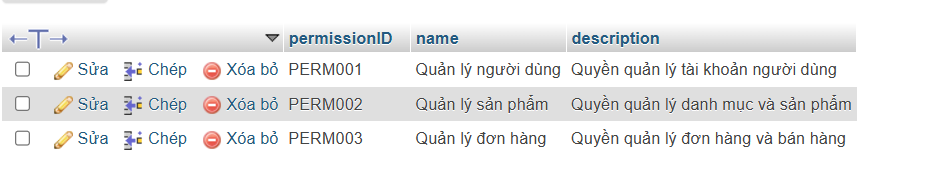 permissionID name description
Sửa Chép Xóa bỏ PERM001 Quản lý người dùng Quyền quản lý tài khoản người dùng
Sửa Chép Xóa bỏ PERM002 Quản lý sản phẩm Quyền quản lý danh mục và sản phẩm
Sửa Chép Xóa bỏ PERM003 Quản lý đơn hàng Quyền quản lý đơn hàng và bán hàng